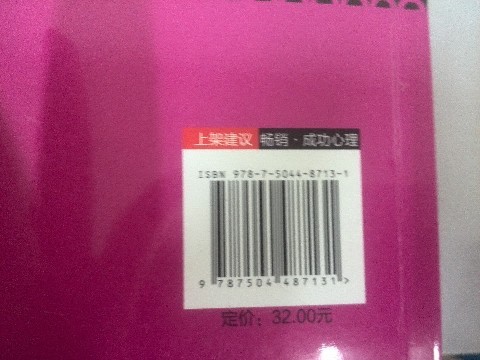 上架建议 畅销·成功心理
ISBN 978-7-5044-8713-1
9 787504 487131 >
定价：32.00元